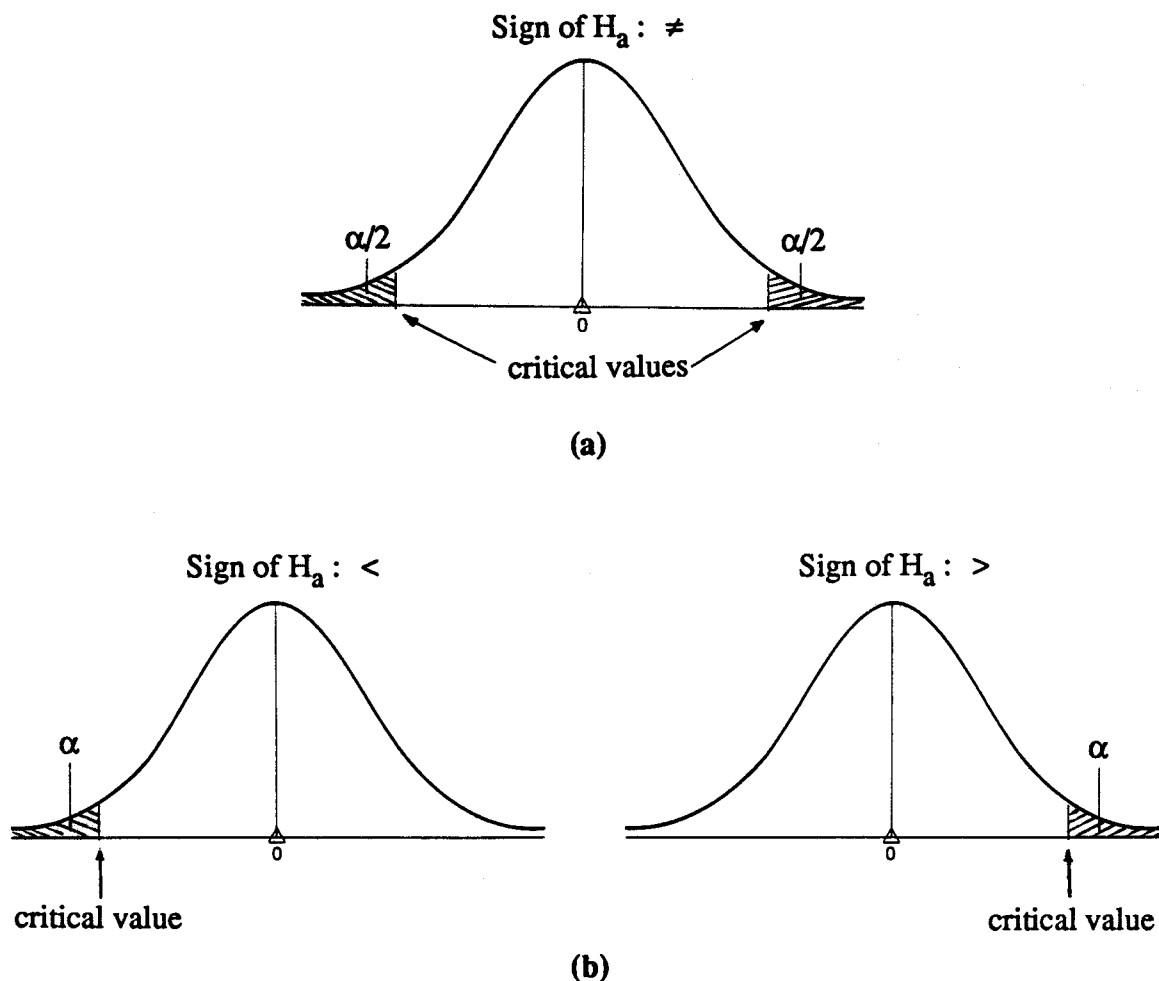 Sign of Hₐ : ≠
α/2 α/2
0
critical values
(a)
Sign of Hₐ : < Sign of Hₐ : >
α α
0 0
critical value critical value
(b)